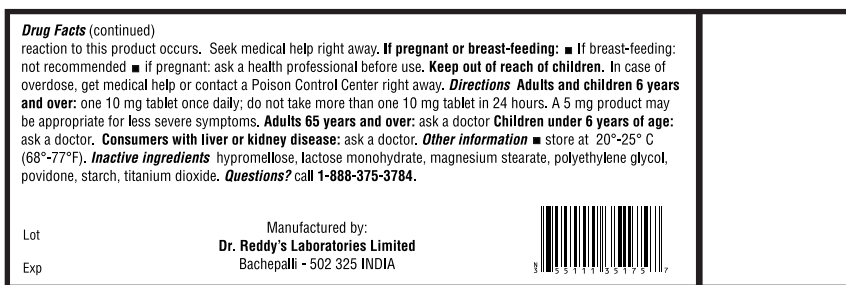 Drug Facts (continued)
reaction to this product occurs. Seek medical help right away. If pregnant or breast-feeding: ■ If breast-feeding:
not recommended ■ if pregnant: ask a health professional before use. Keep out of reach of children. In case of
overdose, get medical help or contact a Poison Control Center right away. Directions Adults and children 6 years
and over: one 10 mg tablet once daily; do not take more than one 10 mg tablet in 24 hours. A 5 mg product may
be appropriate for less severe symptoms. Adults 65 years and over: ask a doctor Children under 6 years of age:
ask a doctor. Consumers with liver or kidney disease: ask a doctor. Other information ■ store at 20°-25° C
(68°-77°F). Inactive ingredients hypromellose, lactose monohydrate, magnesium stearate, polyethylene glycol,
povidone, starch, titanium dioxide. Questions? call 1-888-375-3784.
Lot
Exp
Manufactured by:
Dr. Reddy's Laboratories Limited
Bachepalli - 502 325 INDIA
N
3 55111 35175 7